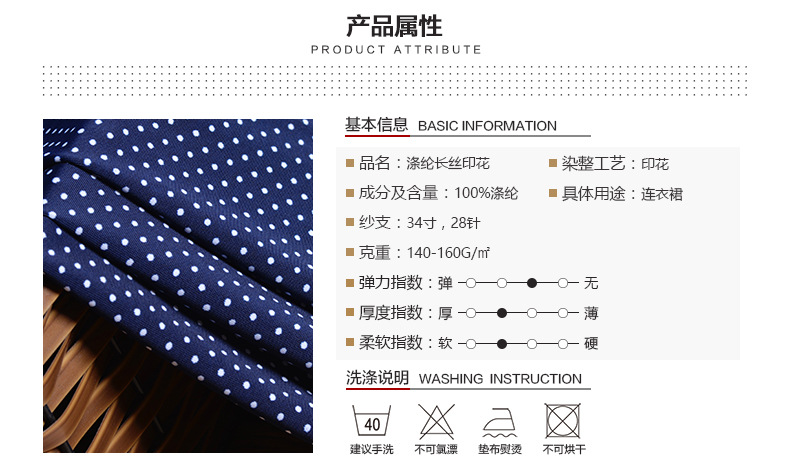 产品属性
PRODUCT ATTRIBUTE
基本信息 BASIC INFORMATION
品名：涤纶长丝印花 染整工艺：印花
成分及含量：100%涤纶 具体用途：连衣裙
纱支：34寸，28针
克重：140-160G/㎡
弹力指数：弹 无
厚度指数：厚 薄
柔软指数：软 硬
洗涤说明 WASHING INSTRUCTION
40
建议手洗 不可氯漂 垫布熨烫 不可烘干